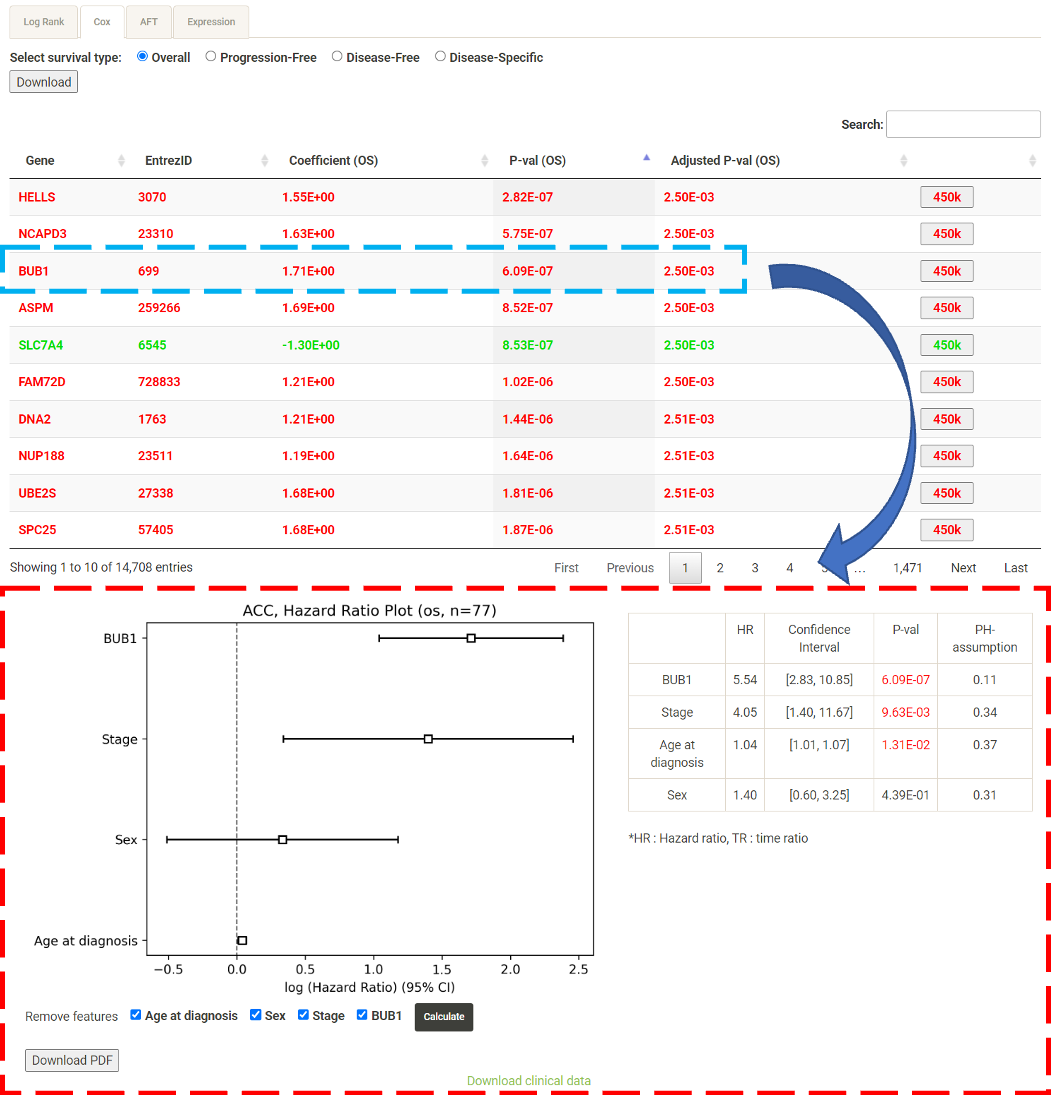 Log Rank Cox AFT Expression
Select survival type: Overall Progression-Free Disease-Free Disease-Specific
Download
Search:
Gene EntrezID Coefficient (OS) P-val (OS) Adjusted P-val (OS)
HELLS 3070 1.55E+00 2.82E-07 2.50E-03 450k
NCAPD3 23310 1.63E+00 5.75E-07 2.50E-03 450k
BUB1 699 1.71E+00 6.09E-07 2.50E-03 450k
ASPM 259266 1.69E+00 8.52E-07 2.50E-03 450k
SLC7A4 6545 -1.30E+00 8.53E-07 2.50E-03 450k
FAM72D 728833 1.21E+00 1.02E-06 2.50E-03 450k
DNA2 1763 1.21E+00 1.44E-06 2.51E-03 450k
NUP188 23511 1.19E+00 1.64E-06 2.51E-03 450k
UBE2S 27338 1.68E+00 1.81E-06 2.51E-03 450k
SPC25 57405 1.68E+00 1.87E-06 2.51E-03 450k
Showing 1 to 10 of 14,708 entries First Previous 1 2 3 4 ... 1,471 Next Last
ACC, Hazard Ratio Plot (os, n=77)
BUB1
Stage
Sex
Age at diagnosis
−0.5 0.0 0.5 1.0 1.5 2.0 2.5
log (Hazard Ratio) (95% CI)
HR Confidence Interval P-val PH-assumption
BUB1 5.54 [2.83, 10.85] 6.09E-07 0.11
Stage 4.05 [1.40, 11.67] 9.63E-03 0.34
Age at diagnosis 1.04 [1.01, 1.07] 1.31E-02 0.37
Sex 1.40 [0.60, 3.25] 4.39E-01 0.31
*HR : Hazard ratio, TR : time ratio
Remove features Age at diagnosis Sex Stage BUB1 Calculate
Download PDF
Download clinical data